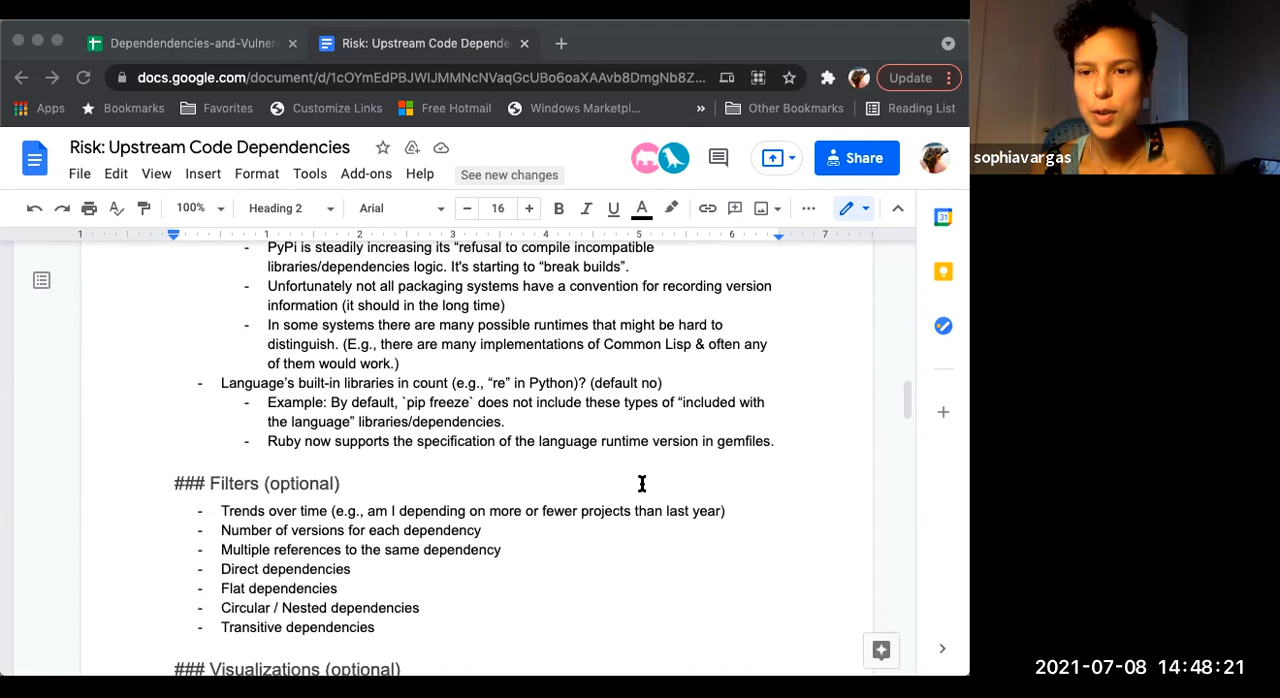 Dependendencies-and-Vulner
Risk: Upstream Code Depende
docs.google.com/document/d/1cOYmEdPBJWIJMMNcNVaqGcUBo6oaXAAvb8DmgNb8Z...
Update
Apps
Bookmarks
Favorites
Customize Links
Free Hotmail
Windows Marketpl...
»
Other Bookmarks
Reading List
Risk: Upstream Code Dependencies
File Edit View Insert Format Tools Add-ons Help
See new changes
Share
sophiavargas
100% Heading 2 Arial 16 B I U A
1 1 2 3 4 5 6 7
31
- PyPi is steadily increasing its “refusal to compile incompatible
libraries/dependencies logic. It's starting to “break builds”.
- Unfortunately not all packaging systems have a convention for recording version
information (it should in the long time)
- In some systems there are many possible runtimes that might be hard to
distinguish. (E.g., there are many implementations of Common Lisp & often any
of them would work.)
- Language’s built-in libraries in count (e.g., “re” in Python)? (default no)
- Example: By default, `pip freeze` does not include these types of “included with
the language” libraries/dependencies.
- Ruby now supports the specification of the language runtime version in gemfiles.
### Filters (optional)
- Trends over time (e.g., am I depending on more or fewer projects than last year)
- Number of versions for each dependency
- Multiple references to the same dependency
- Direct dependencies
- Flat dependencies
- Circular / Nested dependencies
- Transitive dependencies
### Visualizations (optional)
2021-07-08 14:48:21